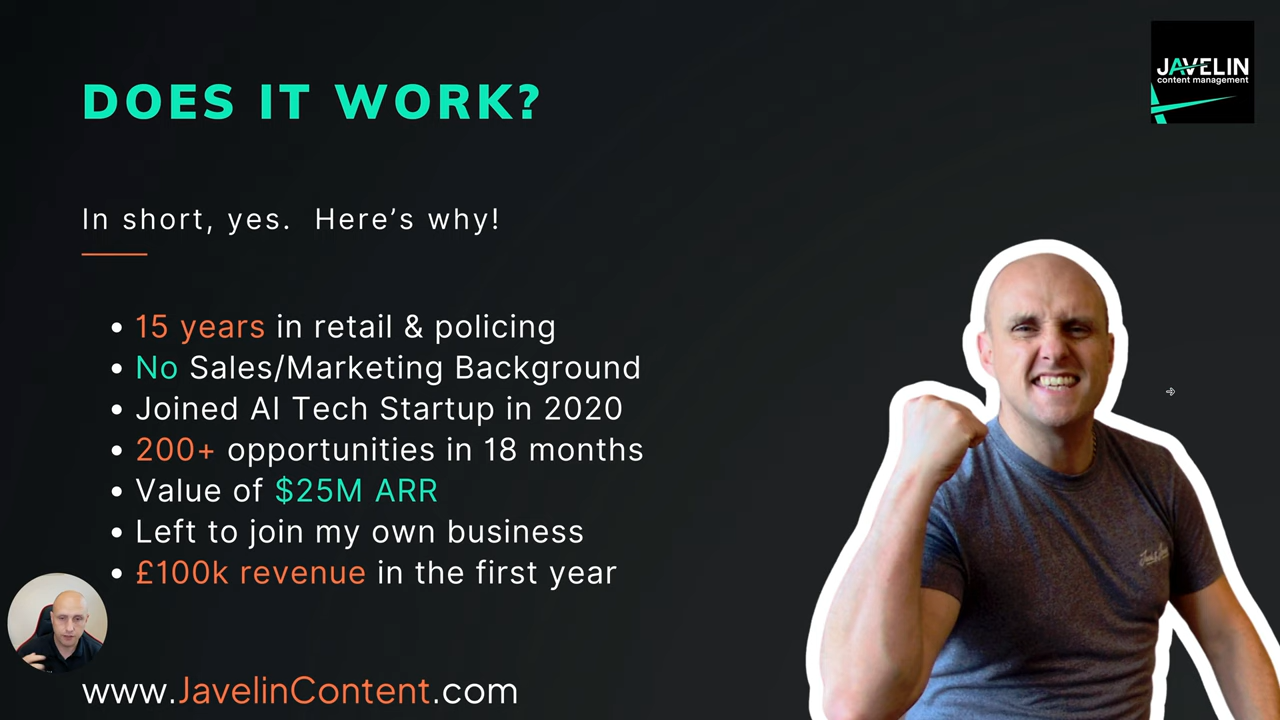 JAVELIN
content management
DOES IT WORK?
In short, yes. Here's why!
• 15 years in retail & policing
• No Sales/Marketing Background
• Joined AI Tech Startup in 2020
• 200+ opportunities in 18 months
• Value of $25M ARR
• Left to join my own business
• £100k revenue in the first year
www.JavelinContent.com